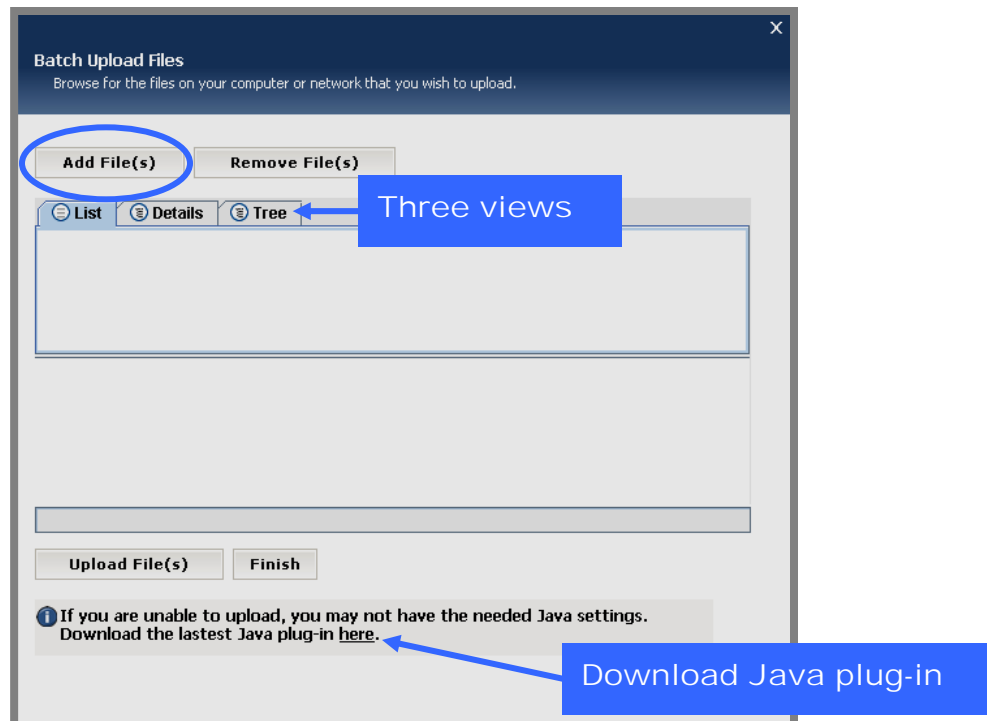 X
Batch Upload Files
Browse for the files on your computer or network that you wish to upload.
Add File(s) Remove File(s)
Three views
List Details Tree
Upload File(s) Finish
If you are unable to upload, you may not have the needed Java settings.
Download the lastest Java plug-in here.
Download Java plug-in